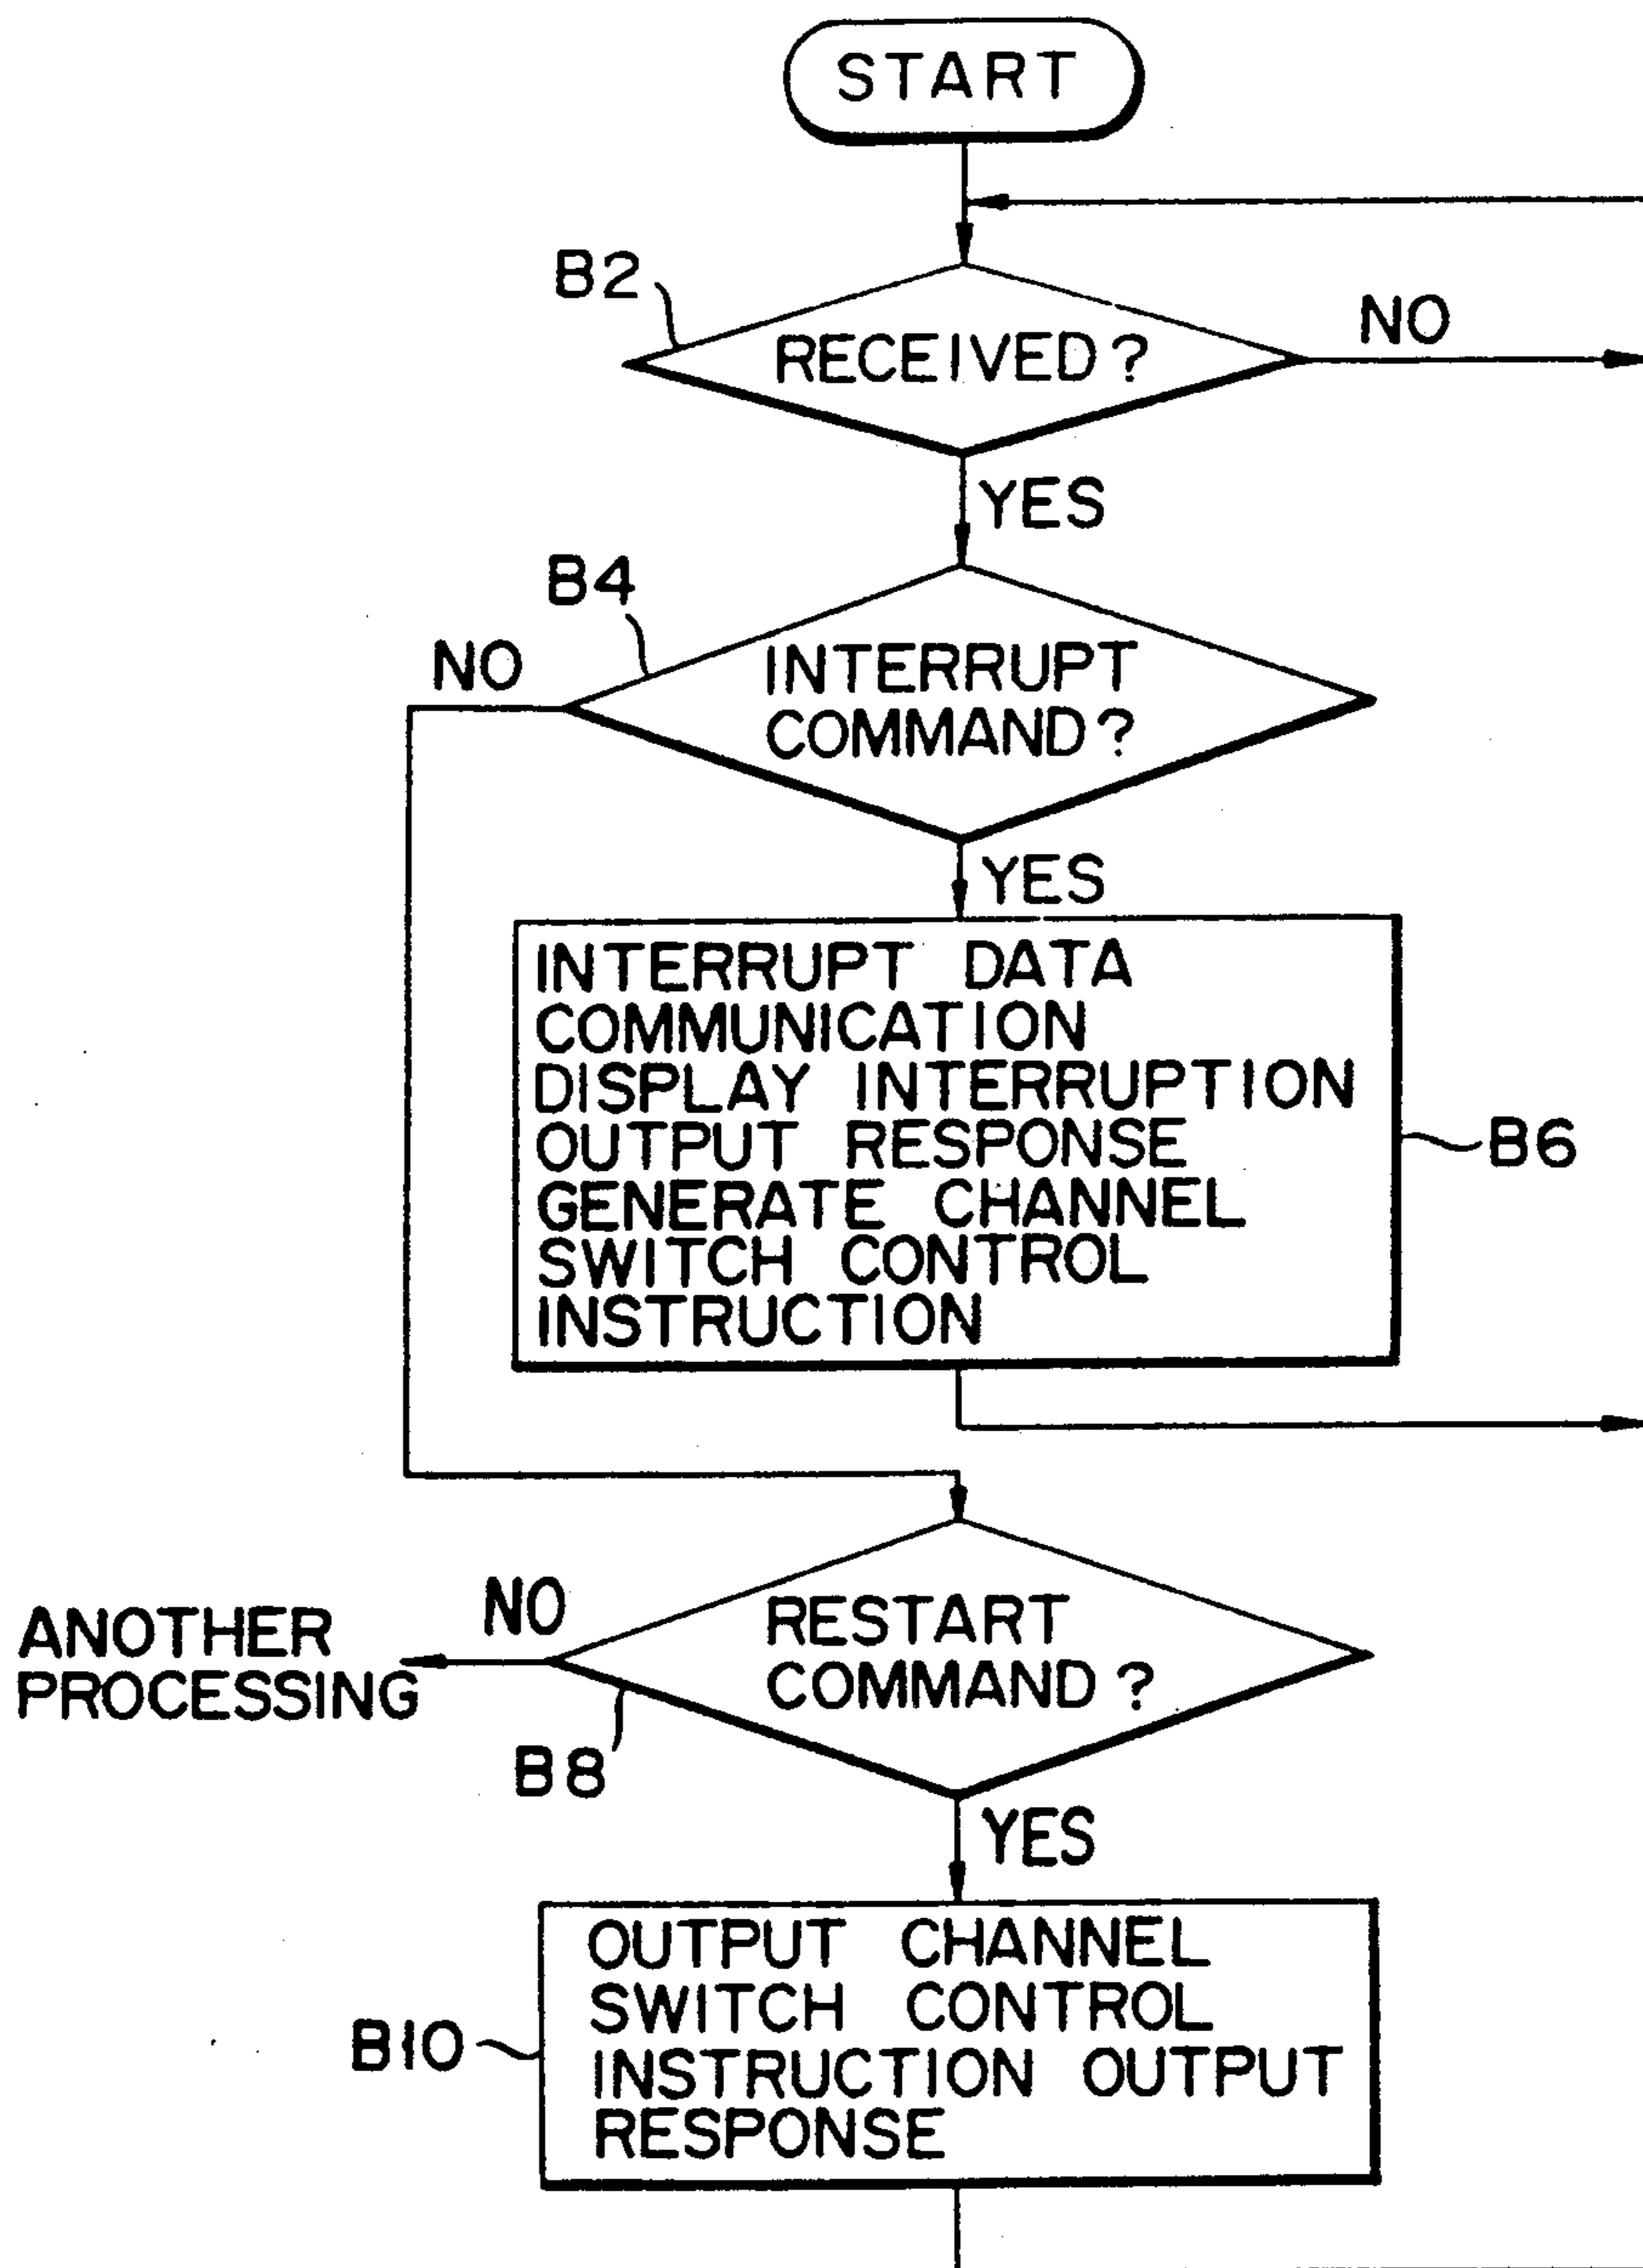 START
B2
RECEIVED?
NO
YES
B4
NO
INTERRUPT
COMMAND?
YES
INTERRUPT DATA
COMMUNICATION
DISPLAY INTERRUPTION
OUTPUT RESPONSE
GENERATE CHANNEL
SWITCH CONTROL
INSTRUCTION
B6
ANOTHER
PROCESSING
NO
RESTART
COMMAND?
B8
YES
OUTPUT CHANNEL
SWITCH CONTROL
INSTRUCTION OUTPUT
RESPONSE
B10